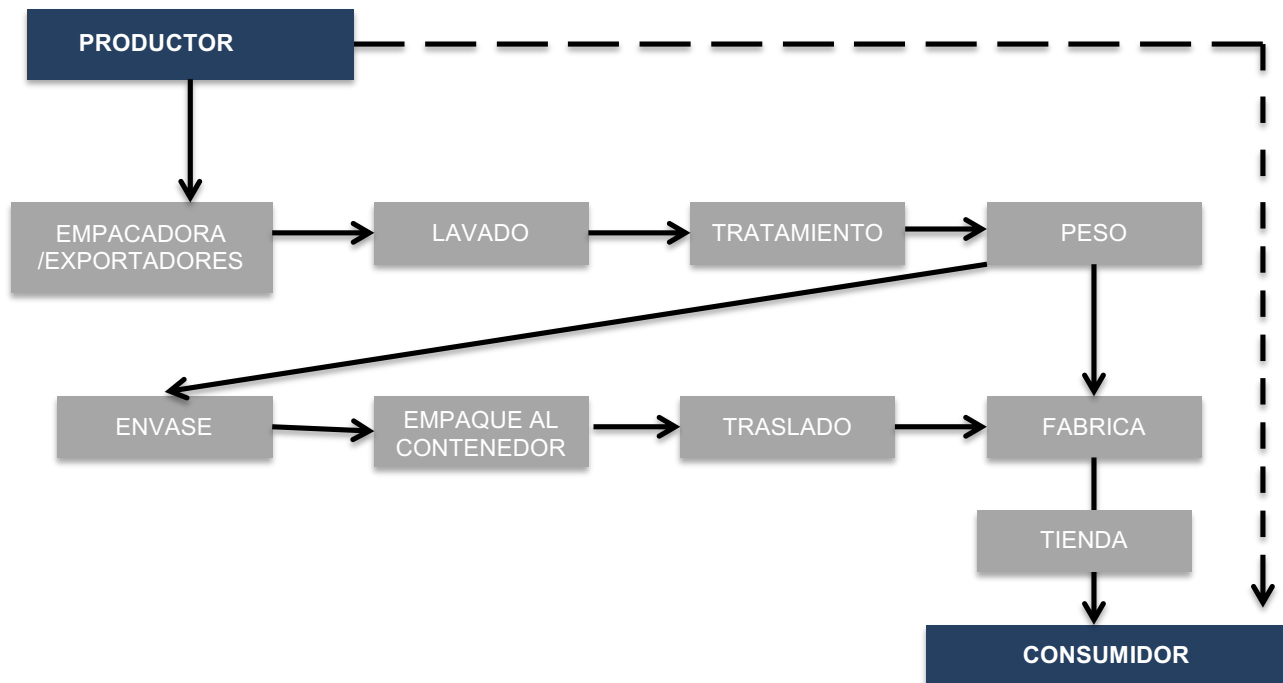 PRODUCTOR
EMPACADORA
/EXPORTADORES
LAVADO
TRATAMIENTO
PESO
ENVASE
EMPAQUE AL
CONTENEDOR
TRASLADO
FABRICA
TIENDA
CONSUMIDOR